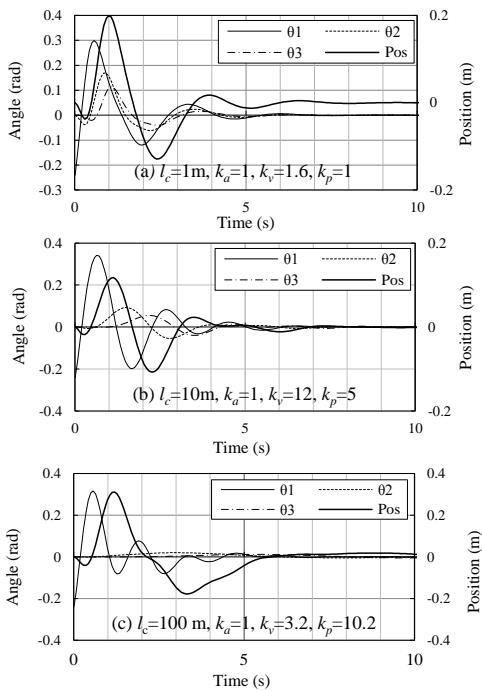 0.4
0.3
0.2
0.1
0
-0.1
-0.2
-0.3
Angle (rad)
θ1
θ2
θ3
Pos
0.2
0
-0.2
Position (m)
(a) lc=1m, ka=1, kv=1.6, kp=1
0
5
10
Time (s)
0.4
0.2
0
-0.2
-0.4
Angle (rad)
θ1
θ2
θ3
Pos
0.2
0
-0.2
Position (m)
(b) lc=10m, ka=1, kv=12, kp=5
0
5
10
Time (s)
0.4
0.2
0
-0.2
-0.4
Angle (rad)
θ1
θ2
θ3
Pos
0.4
0.2
0
-0.2
-0.4
Position (m)
(c) lc=100 m, ka=1, kv=3.2, kp=10.2
0
5
10
Time (s)